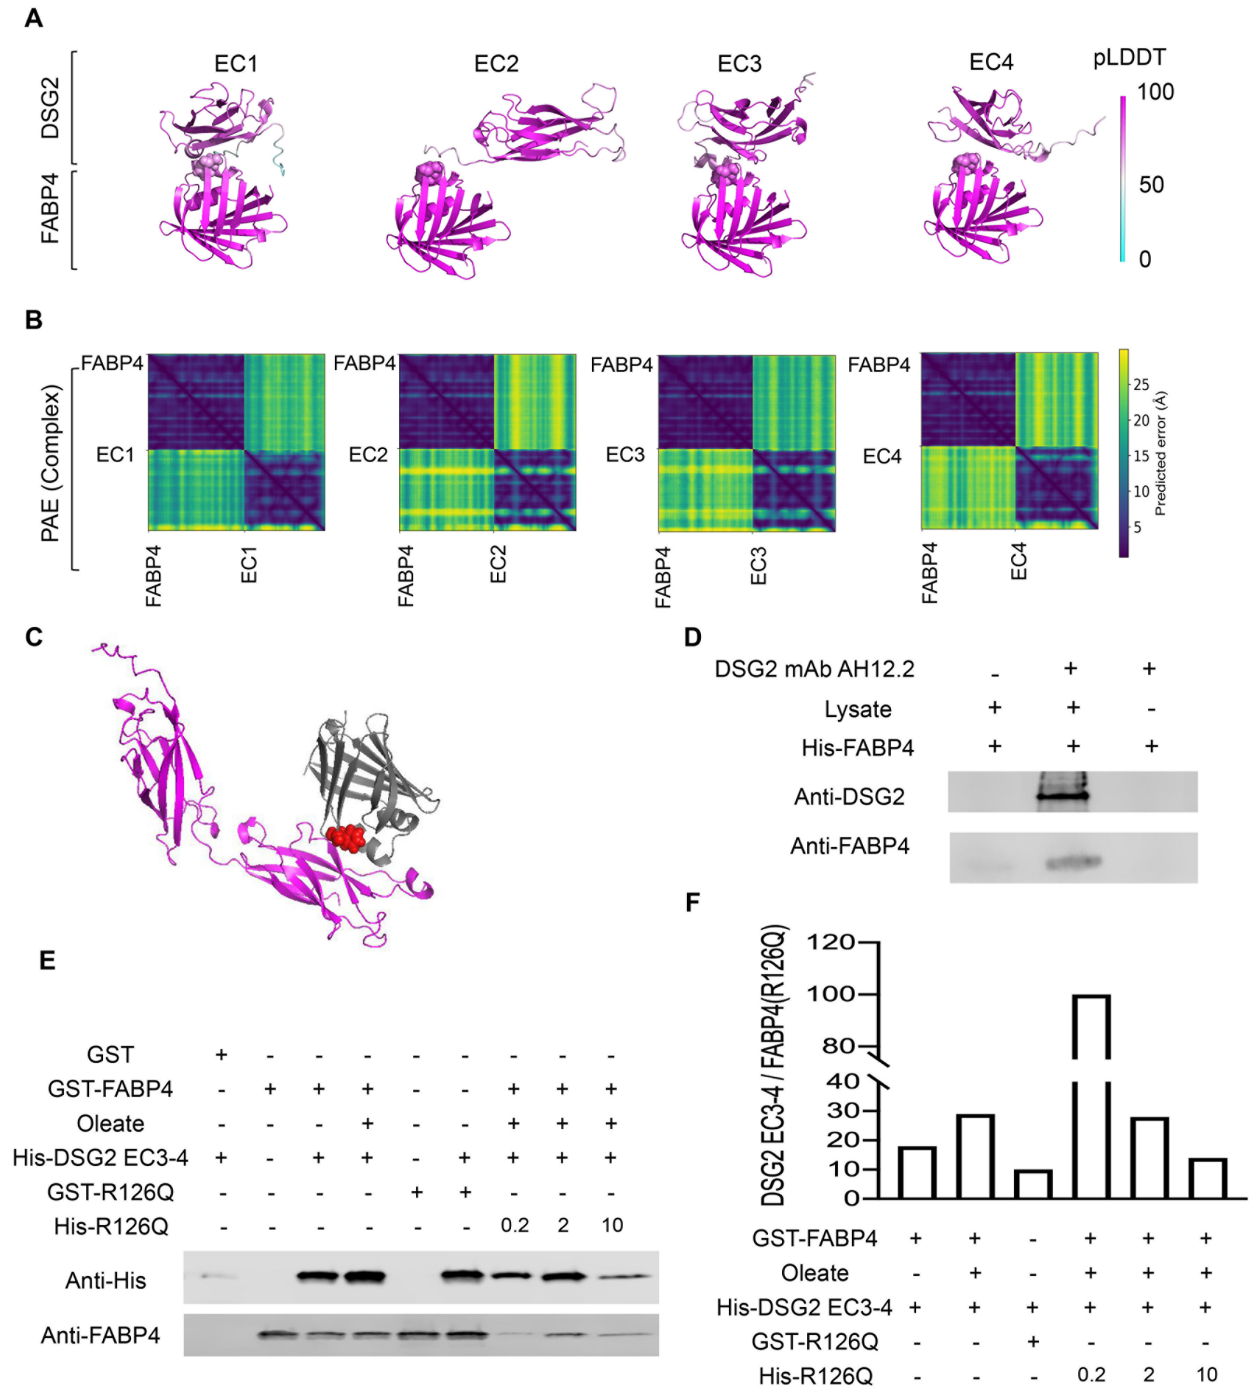 A
EC1 EC2 EC3 EC4 pLDDT
DSG2
FABP4
100
50
0
B
PAE (Complex)
FABP4 FABP4 FABP4 FABP4
EC1 EC2 EC3 EC4
FABP4 EC1 FABP4 EC2 FABP4 EC3 FABP4 EC4
25
20
15
10
5
Predicted error (Å)
C
D
DSG2 mAb AH12.2 - + +
Lysate + + -
His-FABP4 + + +
Anti-DSG2
Anti-FABP4
E
GST + - - - - - - - -
GST-FABP4 - + + + - - + + +
Oleate - - - + - - + + +
His-DSG2 EC3-4 + - + + - + + + +
GST-R126Q - - - - + + - - -
His-R126Q - - - - - - 0.2 2 10
Anti-His
Anti-FABP4
F
DSG2 EC3-4 / FABP4(R126Q)
120
100
80
40
30
20
10
0
GST-FABP4 + + - + + +
Oleate - + - + + +
His-DSG2 EC3-4 + + + + + +
GST-R126Q - - + - - -
His-R126Q - - - 0.2 2 10